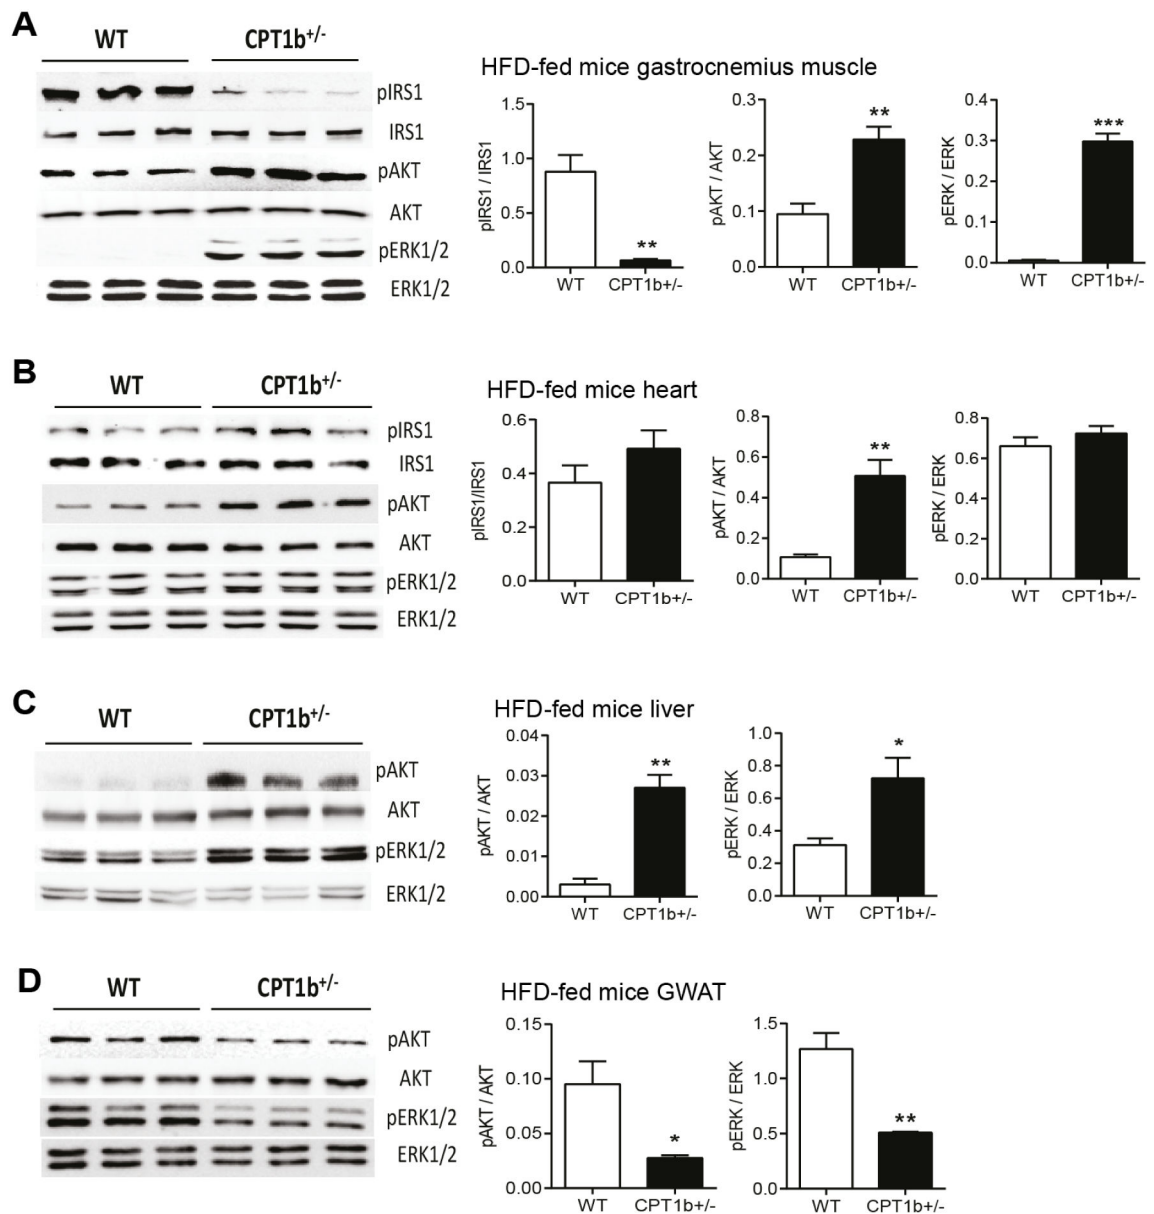 A
WT CPT1b+/-
pIRS1
IRS1
pAKT
AKT
pERK1/2
ERK1/2
HFD-fed mice gastrocnemius muscle
pIRS1 / IRS1
1.5
1.0
0.5
0.0
**
WT CPT1b+/-
pAKT / AKT
0.3
0.2
0.1
0.0
**
WT CPT1b+/-
pERK / ERK
0.4
0.3
0.2
0.1
0.0
***
WT CPT1b+/-
B
WT CPT1b+/-
pIRS1
IRS1
pAKT
AKT
pERK1/2
ERK1/2
HFD-fed mice heart
pIRS1/IRS1
0.6
0.4
0.2
0.0
WT CPT1b+/-
pAKT / AKT
0.8
0.6
0.4
0.2
0.0
**
WT CPT1b+/-
pERK / ERK
0.8
0.6
0.4
0.2
0.0
WT CPT1b+/-
C
WT CPT1b+/-
pAKT
AKT
pERK1/2
ERK1/2
HFD-fed mice liver
pAKT / AKT
0.04
0.03
0.02
0.01
0.00
**
WT CPT1b+/-
pERK / ERK
1.0
0.8
0.6
0.4
0.2
0.0
*
WT CPT1b+/-
D
WT CPT1b+/-
pAKT
AKT
pERK1/2
ERK1/2
HFD-fed mice GWAT
pAKT / AKT
0.15
0.10
0.05
0.00
*
WT CPT1b+/-
pERK / ERK
1.5
1.0
0.5
0.0
**
WT CPT1b+/-